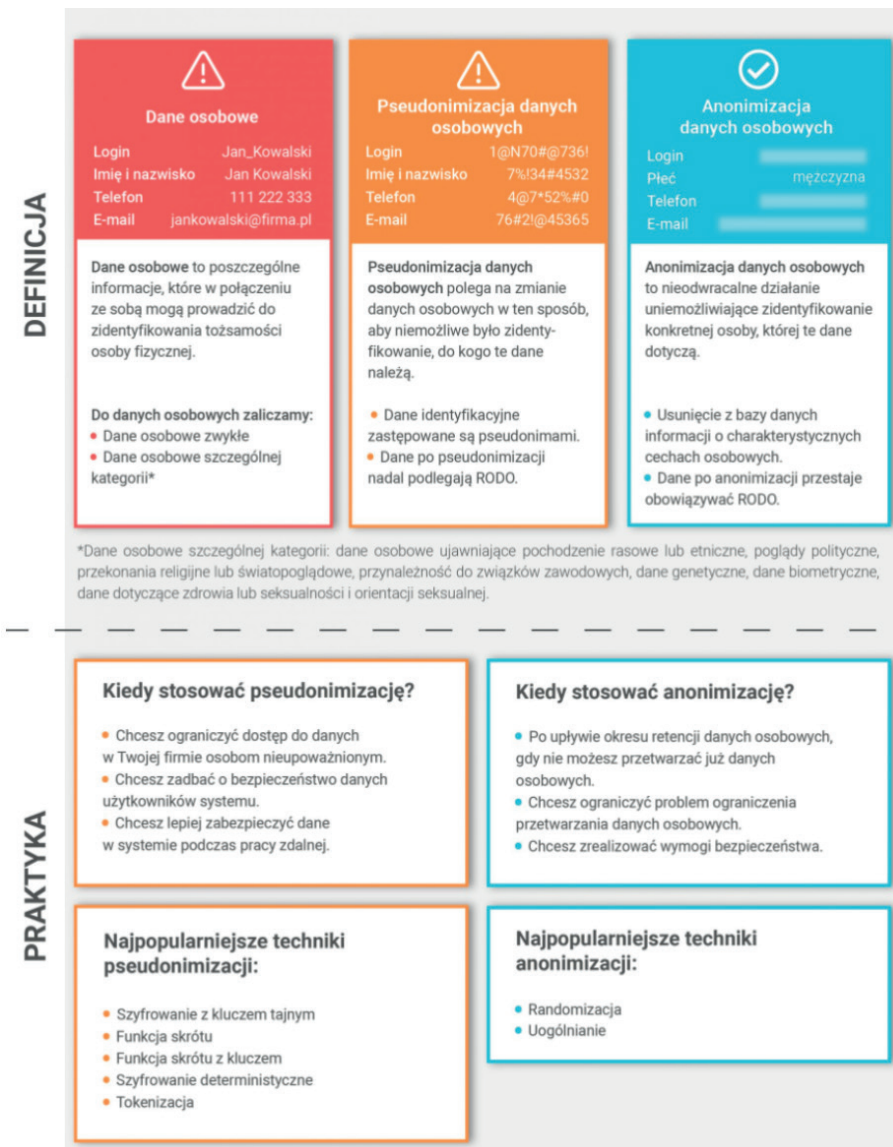 DEFINICJA
Dane osobowe
Login Jan_Kowalski
Imię i nazwisko Jan Kowalski
Telefon 111 222 333
E-mail jankowalski@firma.pl
Dane osobowe to poszczególne
informacje, które w połączeniu
ze sobą mogą prowadzić do
zidentyfikowania tożsamości
osoby fizycznej.
Do danych osobowych zaliczamy:
• Dane osobowe zwykłe
• Dane osobowe szczególnej
kategorii*
Pseudonimizacja danych
osobowych
Login 1@N70#@736!
Imię i nazwisko 7%!34#4532
Telefon 4@7*52%#0
E-mail 76#2!@45365
Pseudonimizacja danych
osobowych polega na zmianie
danych osobowych w ten sposób,
aby niemożliwe było zidenty-
fikowanie, do kogo te dane
należą.
• Dane identyfikacyjne
zastępowane są pseudonimami.
• Dane po pseudonimizacji
nadal podlegają RODO.
Anonimizacja
danych osobowych
Login
Płeć mężczyzna
Telefon
E-mail
Anonimizacja danych osobowych
to nieodwracalne działanie
uniemożliwiające zidentyfikowanie
konkretnej osoby, której te dane
dotyczą.
• Usunięcie z bazy danych
informacji o charakterystycznych
cechach osobowych.
• Dane po anonimizacji przestaje
obowiązywać RODO.
*Dane osobowe szczególnej kategorii: dane osobowe ujawniające pochodzenie rasowe lub etniczne, poglądy polityczne,
przekonania religijne lub światopoglądowe, przynależność do związków zawodowych, dane genetyczne, dane biometryczne,
dane dotyczące zdrowia lub seksualności i orientacji seksualnej.
PRAKTYKA
Kiedy stosować pseudonimizację?
• Chcesz ograniczyć dostęp do danych
w Twojej firmie osobom nieupoważnionym.
• Chcesz zadbać o bezpieczeństwo danych
użytkowników systemu.
• Chcesz lepiej zabezpieczyć dane
w systemie podczas pracy zdalnej.
Kiedy stosować anonimizację?
• Po upływie okresu retencji danych osobowych,
gdy nie możesz przetwarzać już danych
osobowych.
• Chcesz ograniczyć problem ograniczenia
przetwarzania danych osobowych.
• Chcesz zrealizować wymogi bezpieczeństwa.
Najpopularniejsze techniki
pseudonimizacji:
• Szyfrowanie z kluczem tajnym
• Funkcja skrótu
• Funkcja skrótu z kluczem
• Szyfrowanie deterministyczne
• Tokenizacja
Najpopularniejsze techniki
anonimizacji:
• Randomizacja
• Uogólnianie